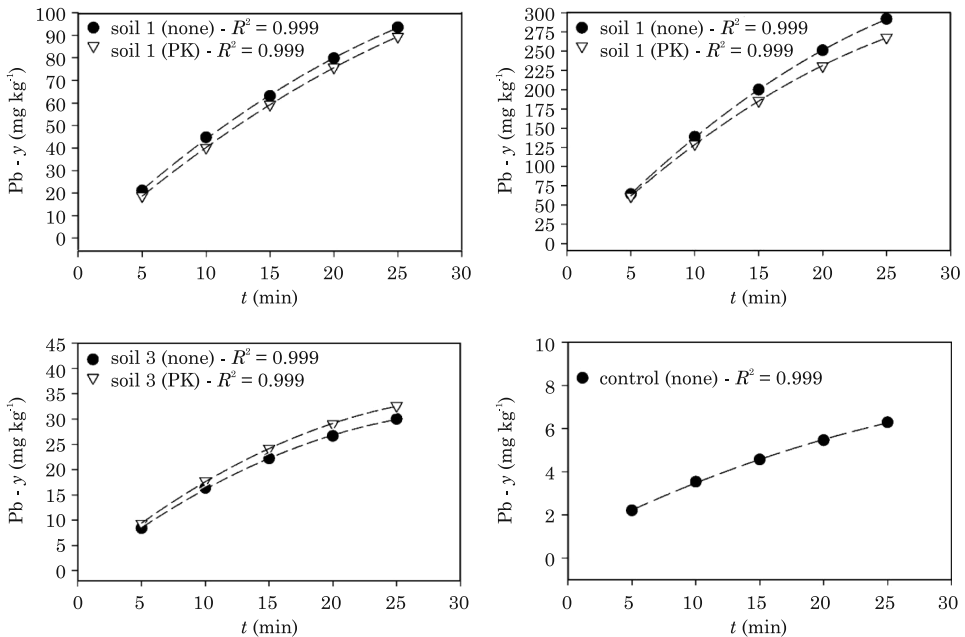 100
90
80
70
60
50
40
30
20
10
0
Pb - y (mg kg⁻¹)
soil 1 (none) - R² = 0.999
soil 1 (PK) - R² = 0.999
0 5 10 15 20 25 30
t (min)
300
275
250
225
200
175
150
125
100
75
50
25
0
Pb - y (mg kg⁻¹)
soil 1 (none) - R² = 0.999
soil 1 (PK) - R² = 0.999
0 5 10 15 20 25 30
t (min)
45
40
35
30
25
20
15
10
5
0
Pb - y (mg kg⁻¹)
soil 3 (none) - R² = 0.999
soil 3 (PK) - R² = 0.999
0 5 10 15 20 25 30
t (min)
10
8
6
4
2
0
Pb - y (mg kg⁻¹)
control (none) - R² = 0.999
0 5 10 15 20 25 30
t (min)